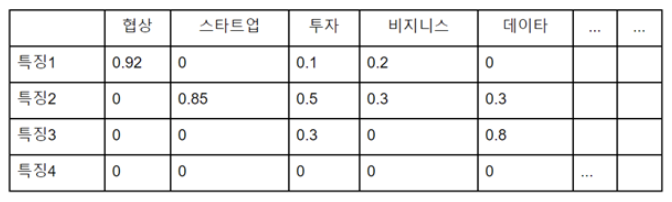 협상 스타트업 투자 비지니스 데이타 ... ...
특징1 0.92 0 0.1 0.2 0
특징2 0 0.85 0.5 0.3 0.3
특징3 0 0 0.3 0 0.8
특징4 0 0 0 0 0 ...